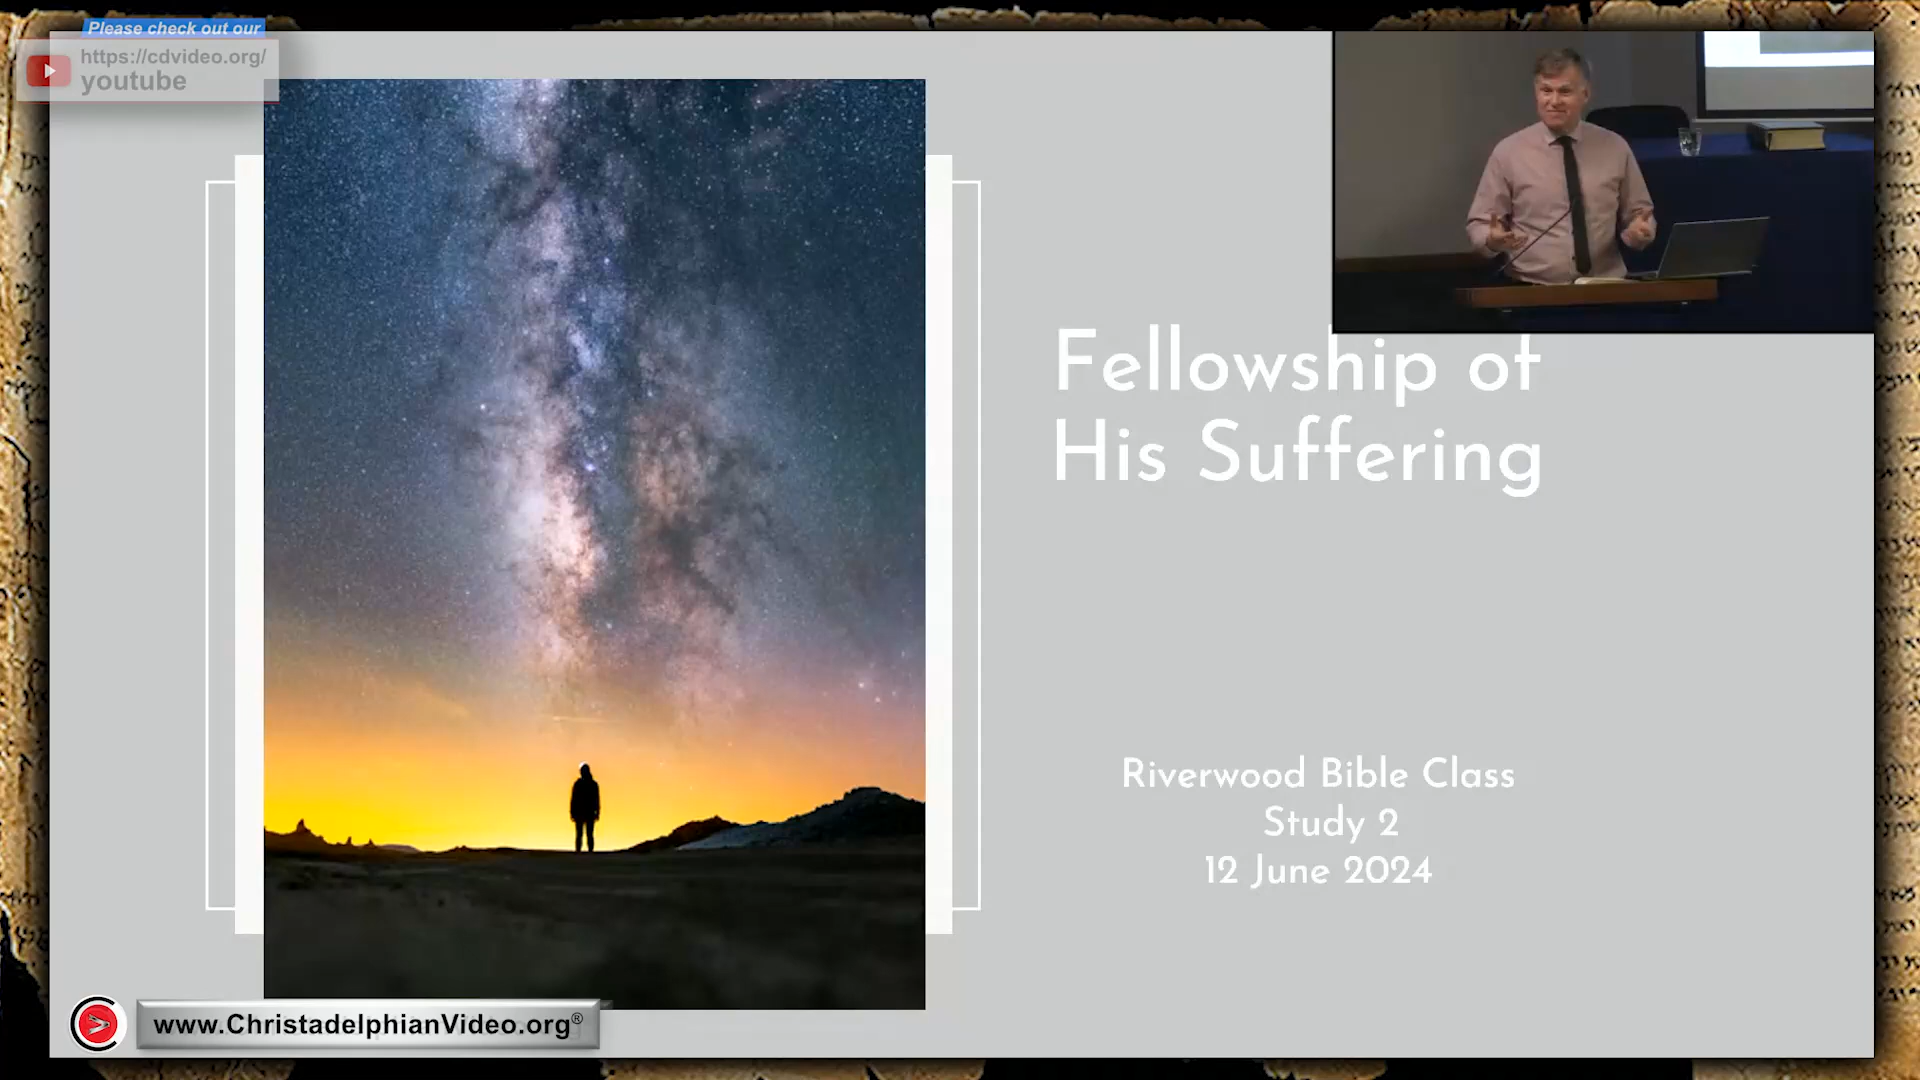 Please check out our
https://cdvideo.org/
youtube
Fellowship of
His Suffering
Riverwood Bible Class
Study 2
12 June 2024
www.ChristadelphianVideo.org®